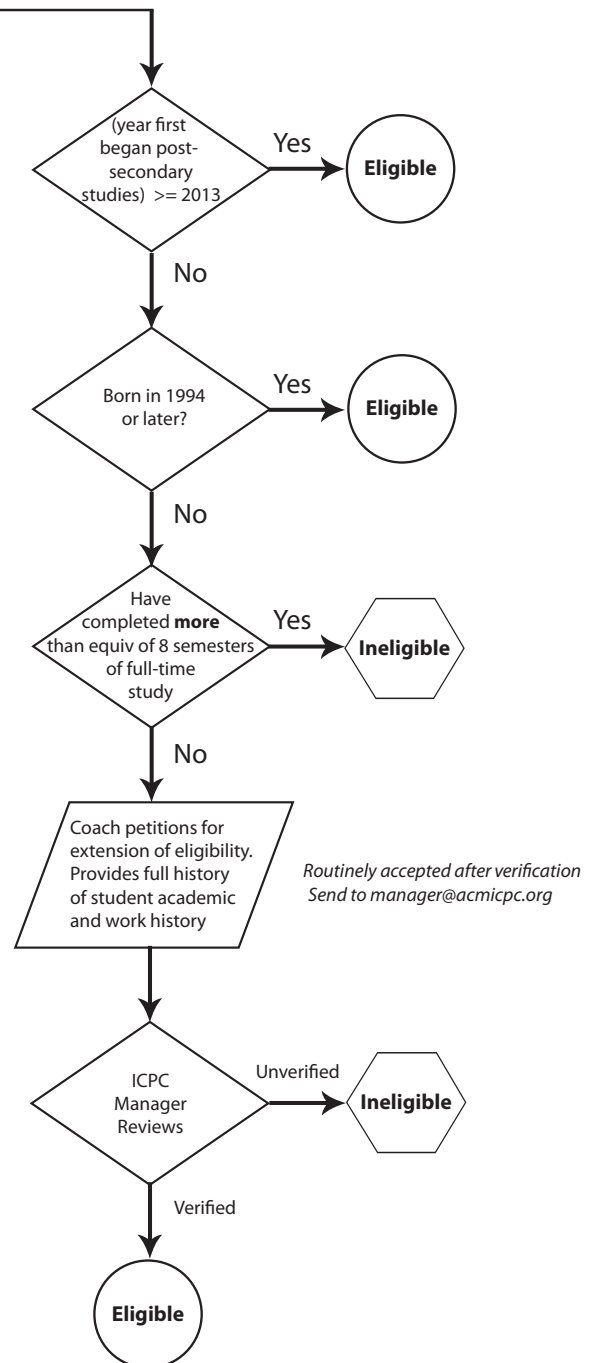 (year first
began post-
secondary
studies) >= 2013
Yes
Eligible
No
Born in 1994
or later?
Yes
Eligible
No
Have
completed more
than equiv of 8 semesters
of full-time
study
Yes
Ineligible
No
Coach petitions for
extension of eligibility.
Provides full history
of student academic
and work history
Routinely accepted after verification
Send to manager@acmicpc.org
ICPC
Manager
Reviews
Unverified
Ineligible
Verified
Eligible